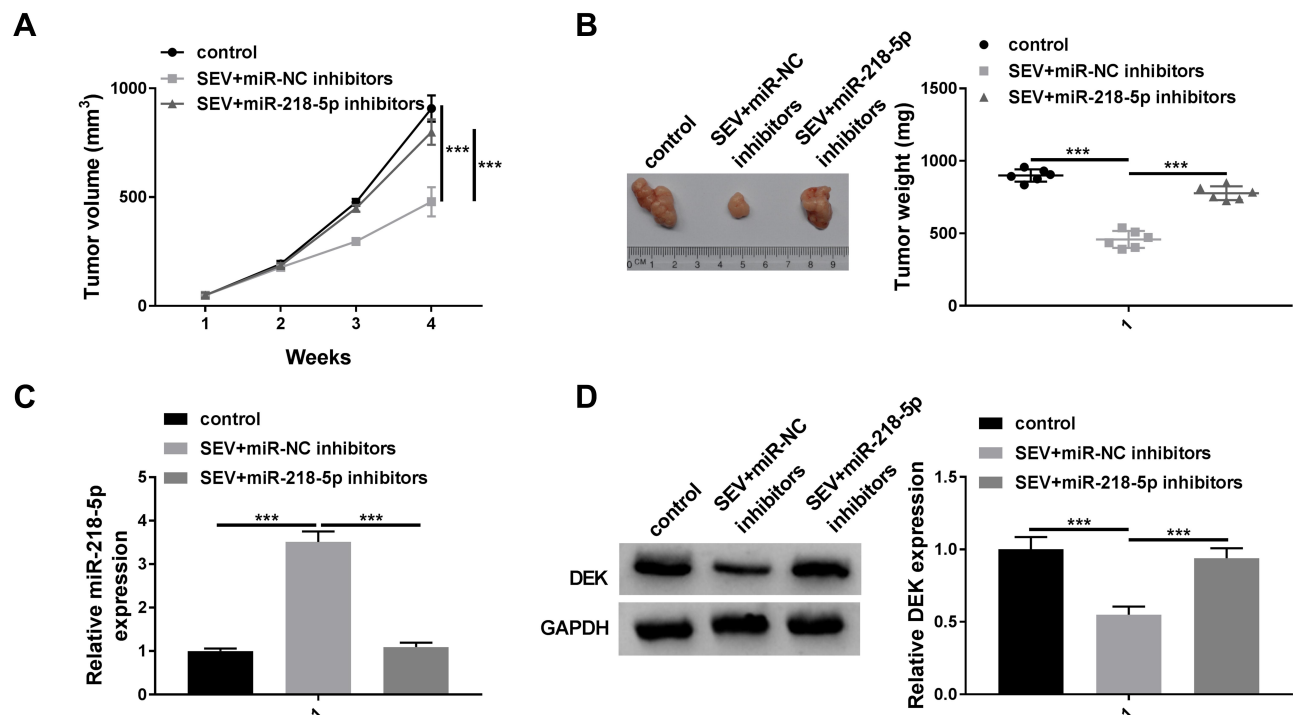 A
control
SEV+miR-NC inhibitors
SEV+miR-218-5p inhibitors
Tumor volume (mm³)
1000
500
0
***
***
1 2 3 4
Weeks
B
control
SEV+miR-NC
inhibitors
SEV+miR-218-5p
inhibitors
0 CM 1 2 3 4 5 6 7 8 9
control
SEV+miR-NC inhibitors
SEV+miR-218-5p inhibitors
Tumor weight (mg)
1500
1000
500
0
***
***
1
C
control
SEV+miR-NC inhibitors
SEV+miR-218-5p inhibitors
Relative miR-218-5p
expression
5
4
3
2
1
0
***
***
1
D
control
SEV+miR-NC
inhibitors
SEV+miR-218-5p
inhibitors
DEK
GAPDH
control
SEV+miR-NC inhibitors
SEV+miR-218-5p inhibitors
Relative DEK expression
1.5
1.0
0.5
0.0
***
***
1